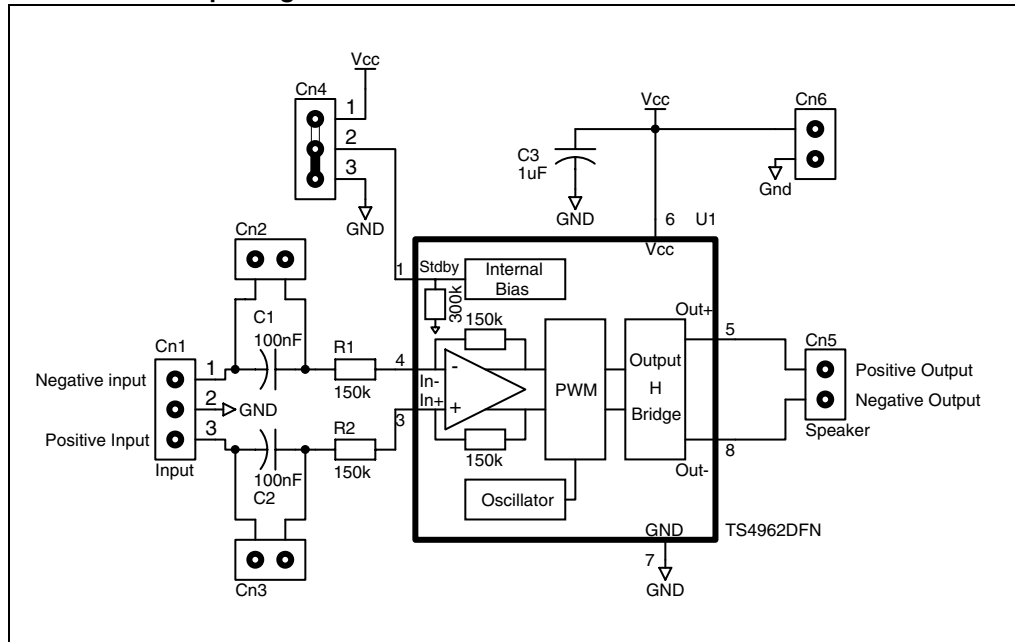 Vcc
Cn4
1
2
3
GND
Vcc
Cn6
C3
1uF
GND
Gnd
6
U1
Vcc
Cn2
1
Stdby
Internal
Bias
300k
150k
Out+
5
Cn5
C1
100nF
Cn1
1
R1
4
Negative input
150k
In-
-
2
GND
In+
+
3
Positive Input
3
R2
150k
150k
Input
100nF
C2
PWM
Output
H
Bridge
Positive Output
Negative Output
Speaker
8
Out-
Oscillator
GND
TS4962DFN
7
GND
Cn3